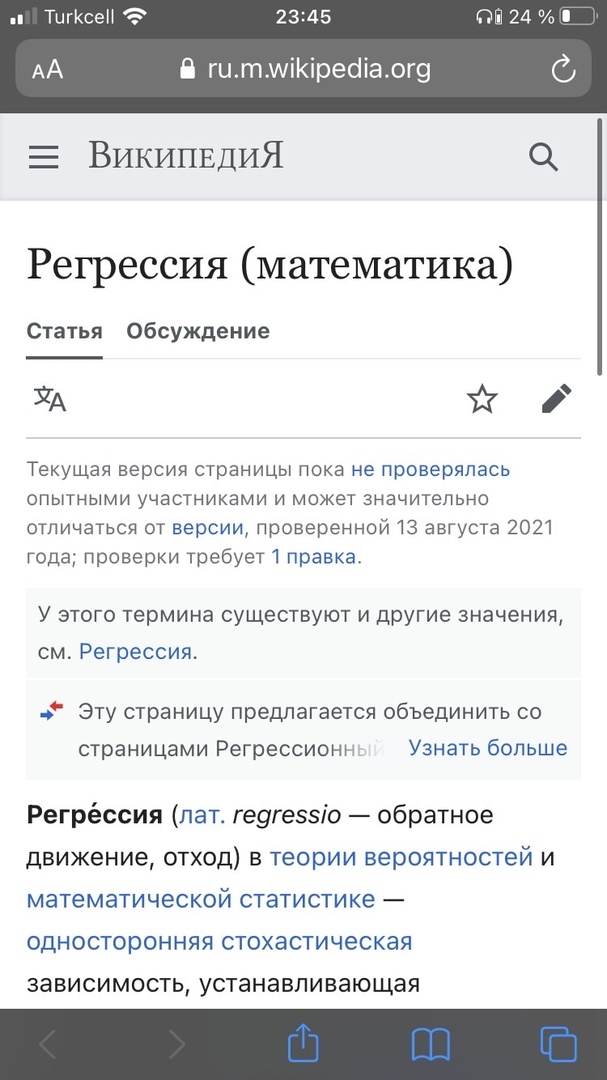 Turkcell 23:45 24 %
AA ru.m.wikipedia.org
ВикипедиЯ
Регрессия (математика)
Статья Обсуждение
文A
Текущая версия страницы пока не проверялась
опытными участниками и может значительно
отличаться от версии, проверенной 13 августа 2021
года; проверки требует 1 правка.
У этого термина существуют и другие значения,
см. Регрессия.
Эту страницу предлагается объединить со
страницами Регрессионный Узнать больше
Регре́ссия (лат. regressio — обратное
движение, отход) в теории вероятностей и
математической статистике —
односторонняя стохастическая
зависимость, устанавливающая